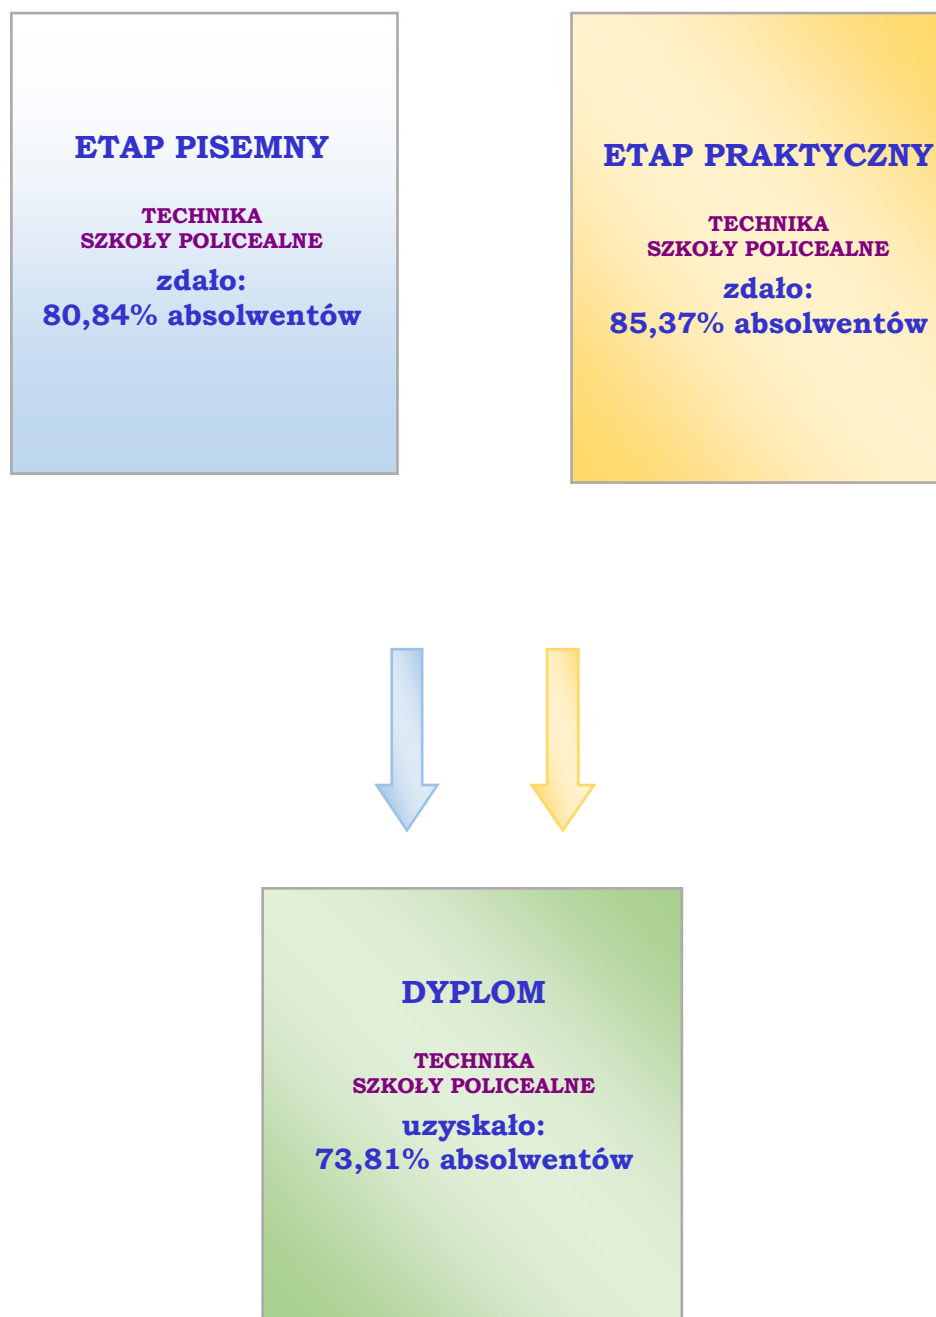 ETAP PISEMNY
TECHNIKA
SZKOŁY POLICEALNE
zdało:
80,84% absolwentów
ETAP PRAKTYCZNY
TECHNIKA
SZKOŁY POLICEALNE
zdało:
85,37% absolwentów
DYPLOM
TECHNIKA
SZKOŁY POLICEALNE
uzyskało:
73,81% absolwentów